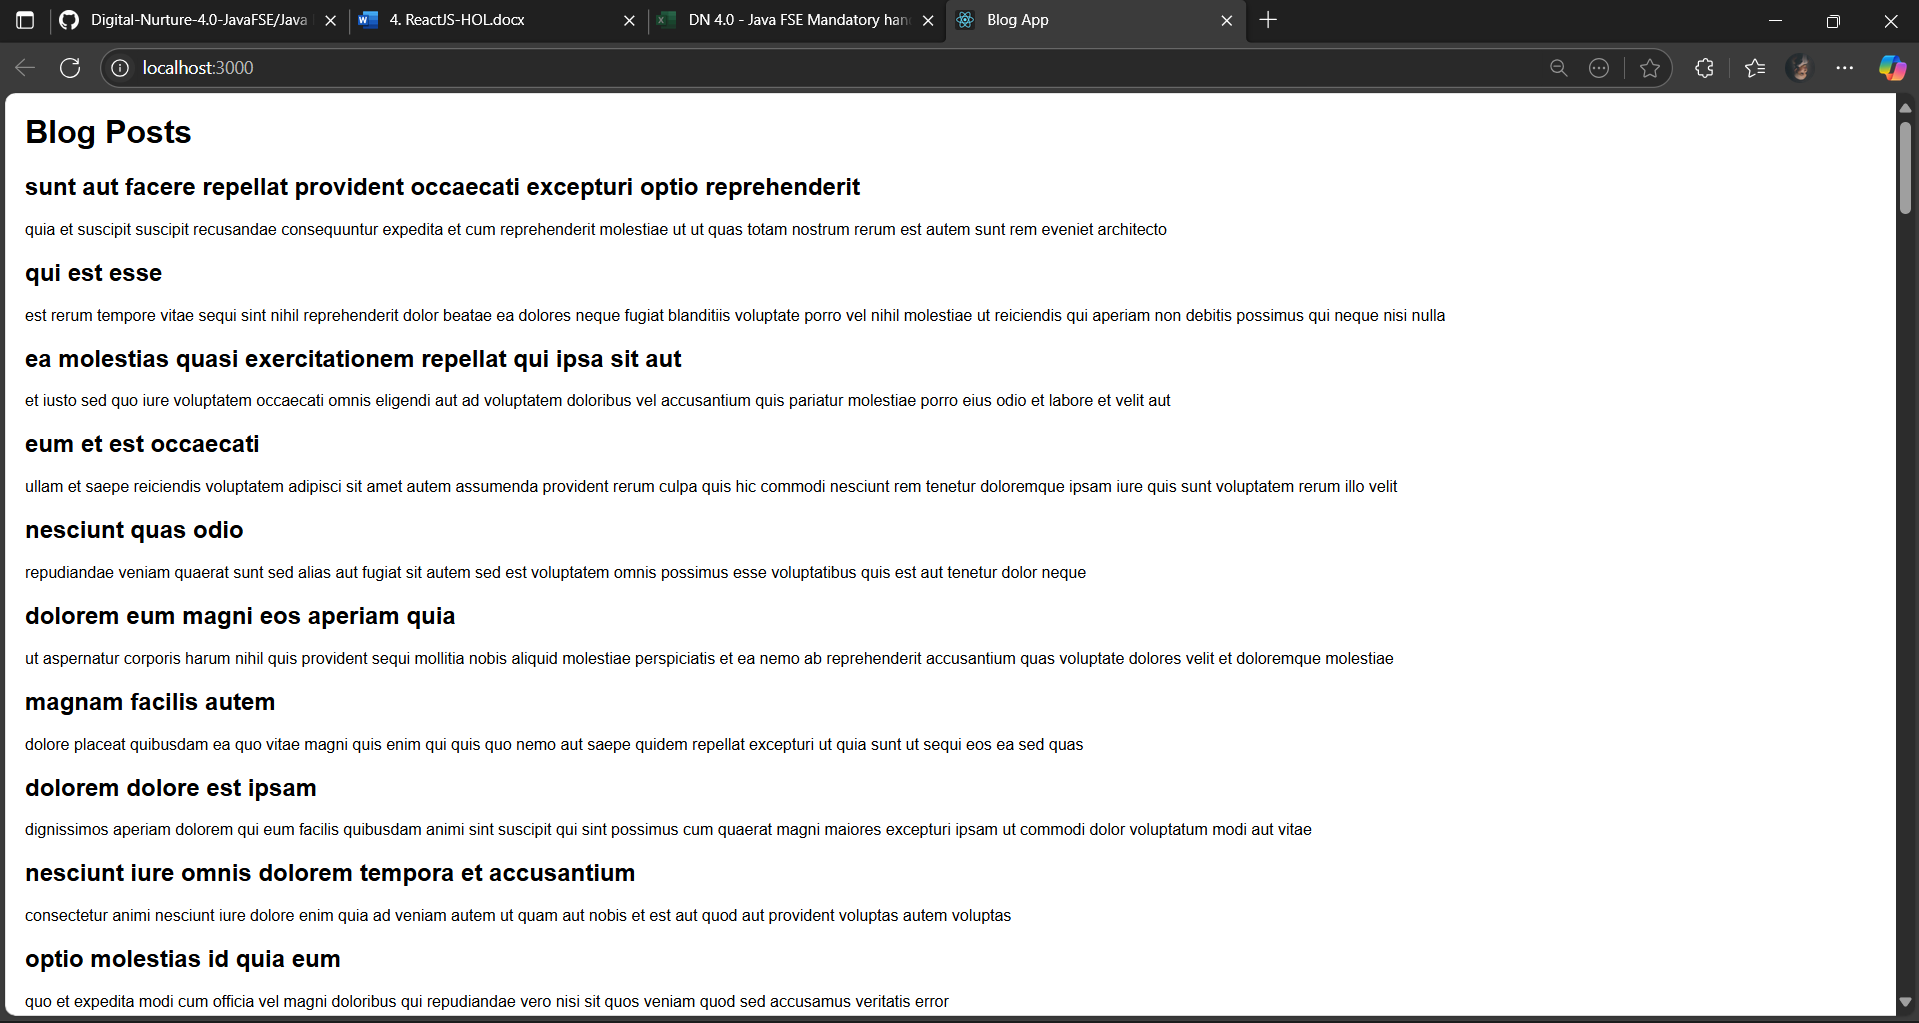 Digital-Nurture-4.0-JavaFSE/Java
4. ReactJS-HOL.docx
DN 4.0 - Java FSE Mandatory han
Blog App
localhost:3000
Blog Posts
sunt aut facere repellat provident occaecati excepturi optio reprehenderit
quia et suscipit suscipit recusandae consequuntur expedita et cum reprehenderit molestiae ut ut quas totam nostrum rerum est autem sunt rem eveniet architecto
qui est esse
est rerum tempore vitae sequi sint nihil reprehenderit dolor beatae ea dolores neque fugiat blanditiis voluptate porro vel nihil molestiae ut reiciendis qui aperiam non debitis possimus qui neque nisi nulla
ea molestias quasi exercitationem repellat qui ipsa sit aut
et iusto sed quo iure voluptatem occaecati omnis eligendi aut ad voluptatem doloribus vel accusantium quis pariatur molestiae porro eius odio et labore et velit aut
eum et est occaecati
ullam et saepe reiciendis voluptatem adipisci sit amet autem assumenda provident rerum culpa quis hic commodi nesciunt rem tenetur doloremque ipsam iure quis sunt voluptatem rerum illo velit
nesciunt quas odio
repudiandae veniam quaerat sunt sed alias aut fugiat sit autem sed est voluptatem omnis possimus esse voluptatibus quis est aut tenetur dolor neque
dolorem eum magni eos aperiam quia
ut aspernatur corporis harum nihil quis provident sequi mollitia nobis aliquid molestiae perspiciatis et ea nemo ab reprehenderit accusantium quas voluptate dolores velit et doloremque molestiae
magnam facilis autem
dolore placeat quibusdam ea quo vitae magni quis enim qui quis quo nemo aut saepe quidem repellat excepturi ut quia sunt ut sequi eos ea sed quas
dolorem dolore est ipsam
dignissimos aperiam dolorem qui eum facilis quibusdam animi sint suscipit qui sint possimus cum quaerat magni maiores excepturi ipsam ut commodi dolor voluptatum modi aut vitae
nesciunt iure omnis dolorem tempora et accusantium
consectetur animi nesciunt iure dolore enim quia ad veniam autem ut quam aut nobis et est aut quod aut provident voluptas autem voluptas
optio molestias id quia eum
quo et expedita modi cum officia vel magni doloribus qui repudiandae vero nisi sit quos veniam quod sed accusamus veritatis error